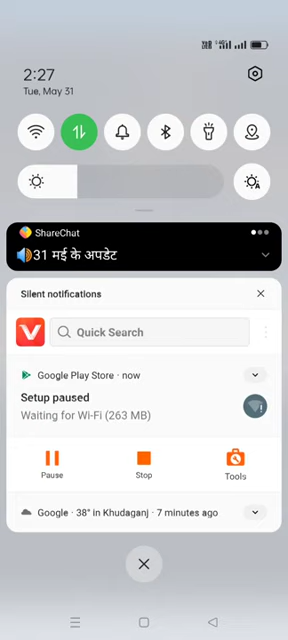 2:27
Tue, May 31
ShareChat
31 मई के अपडेट
Silent notifications
Quick Search
Google Play Store · now
Setup paused
Waiting for Wi-Fi (263 MB)
Pause
Stop
Tools
Google · 38° in Khudaganj · 7 minutes ago